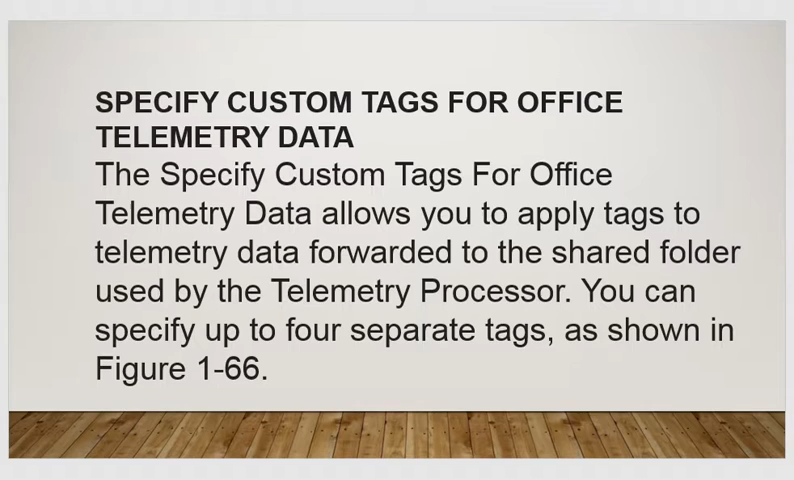 SPECIFY CUSTOM TAGS FOR OFFICE
TELEMETRY DATA
The Specify Custom Tags For Office
Telemetry Data allows you to apply tags to
telemetry data forwarded to the shared folder
used by the Telemetry Processor. You can
specify up to four separate tags, as shown in
Figure 1-66.